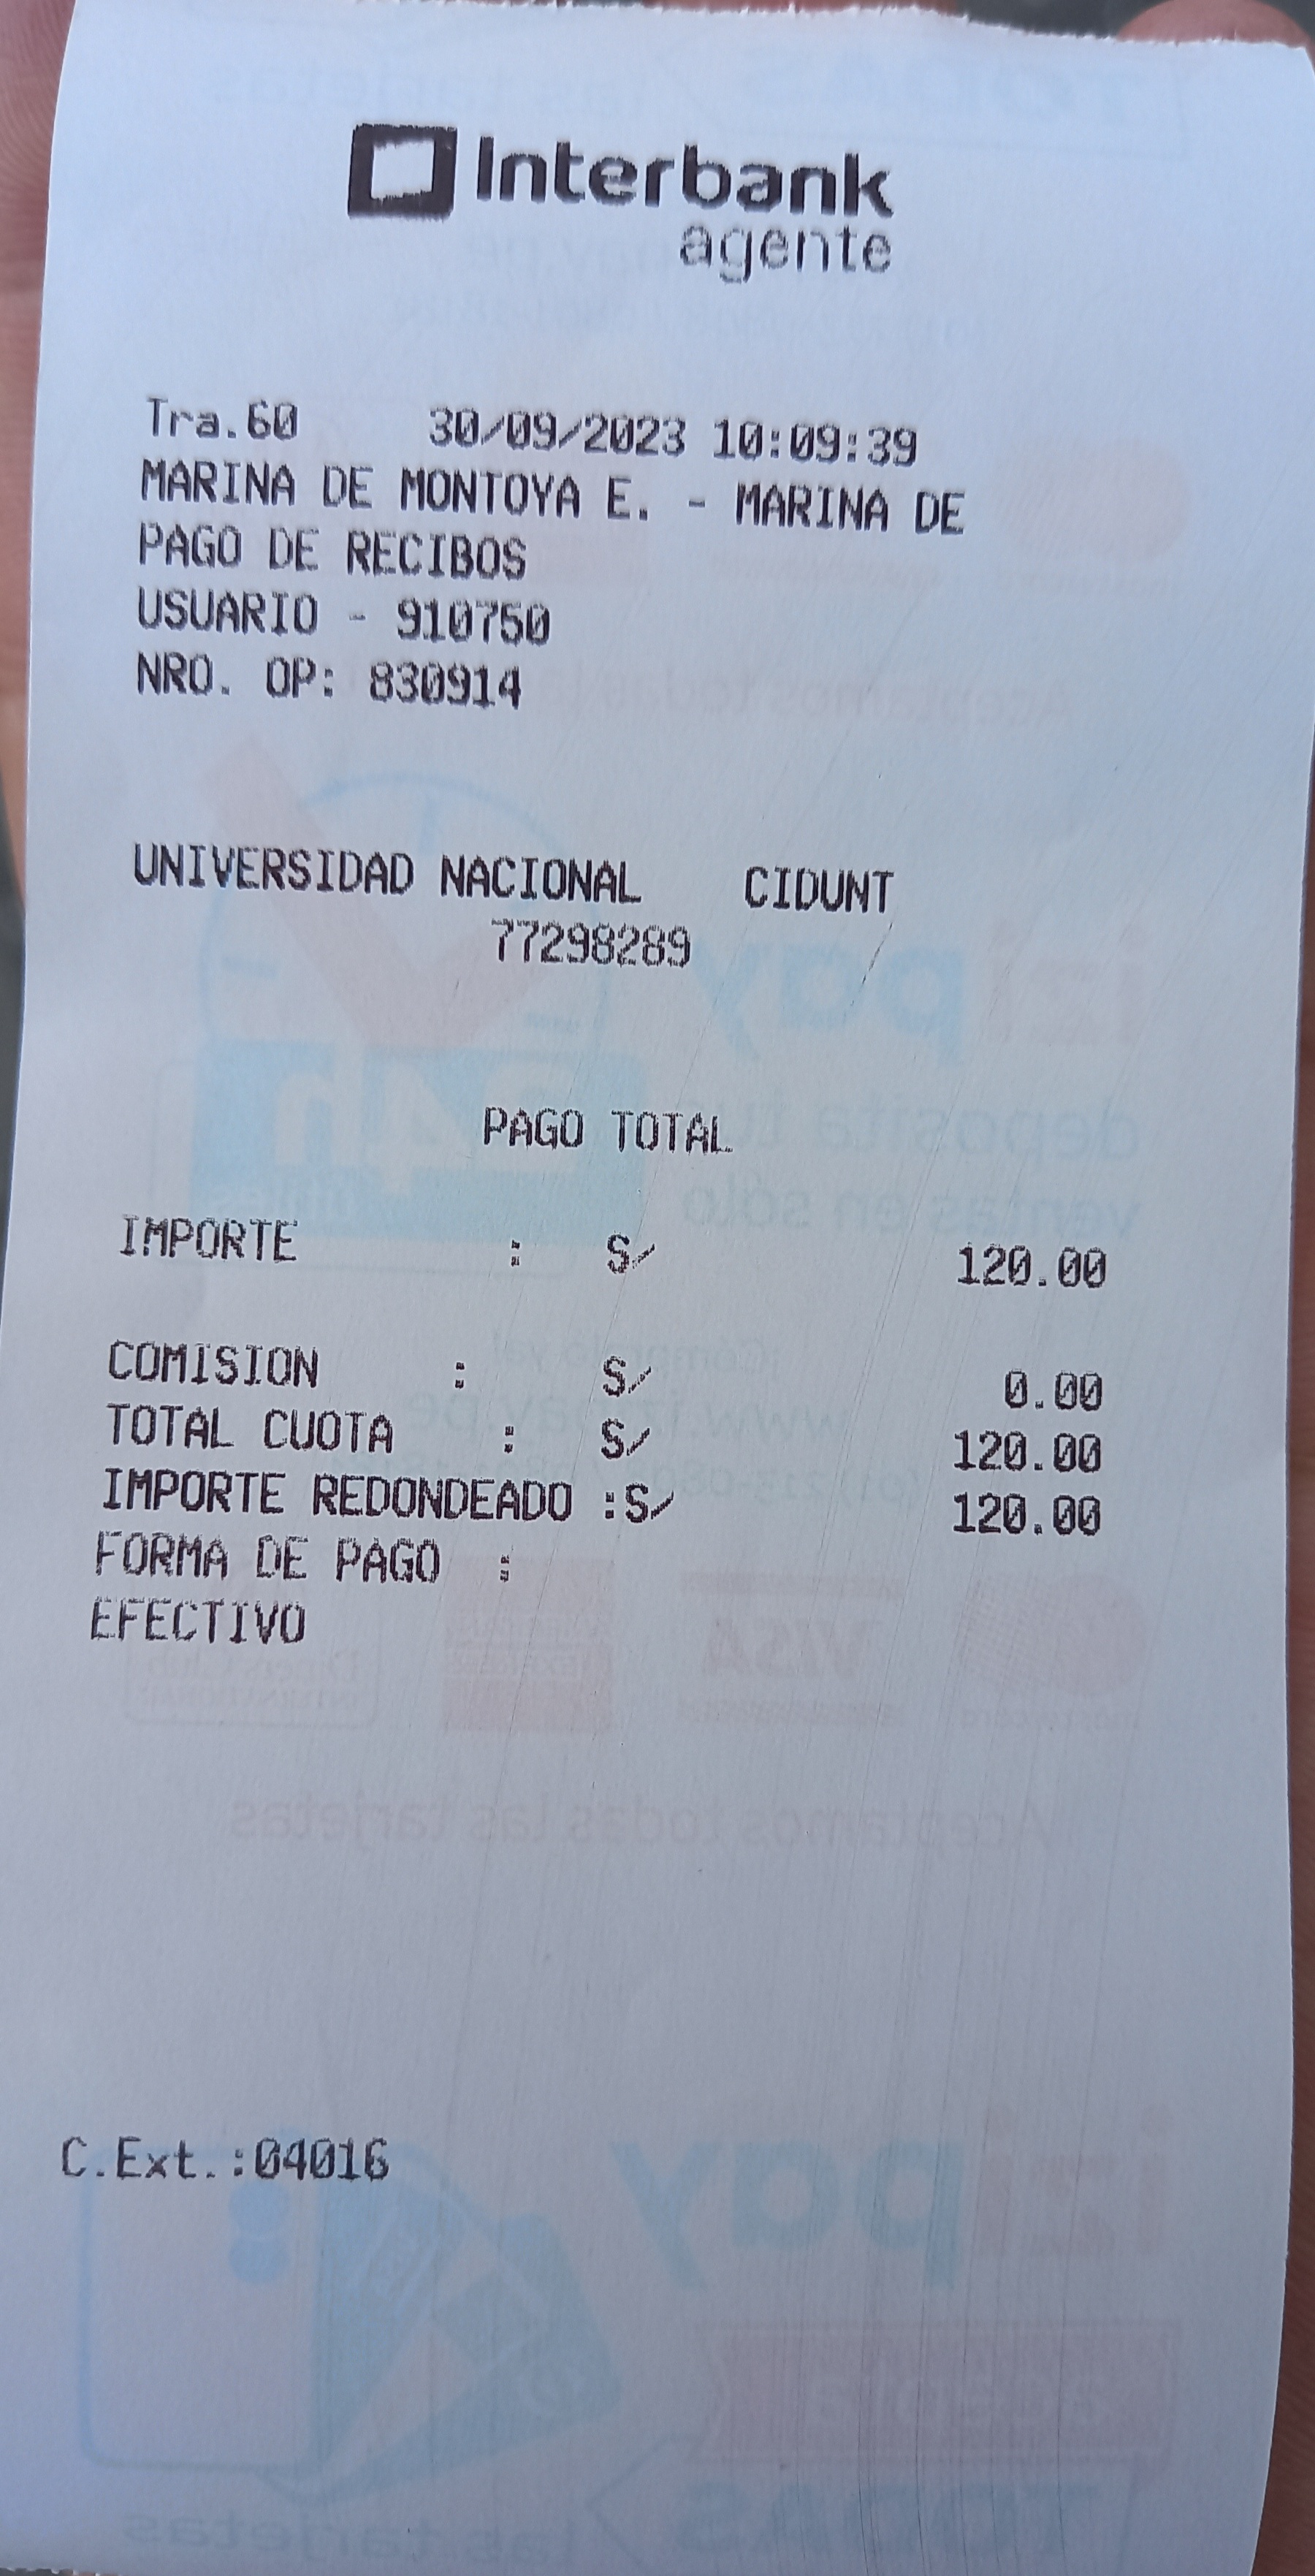 Interbank
agente
Tra.60 30/09/2023 10:09:39
MARINA DE MONTOYA E. - MARINA DE
PAGO DE RECIBOS
USUARIO - 910750
NRO. OP: 830914
UNIVERSIDAD NACIONAL CIDUNT
77298289
PAGO TOTAL
IMPORTE : S/ 120.00
COMISION : S/ 0.00
TOTAL CUOTA : S/ 120.00
IMPORTE REDONDEADO :S/ 120.00
FORMA DE PAGO :
EFECTIVO
C.Ext.:04016